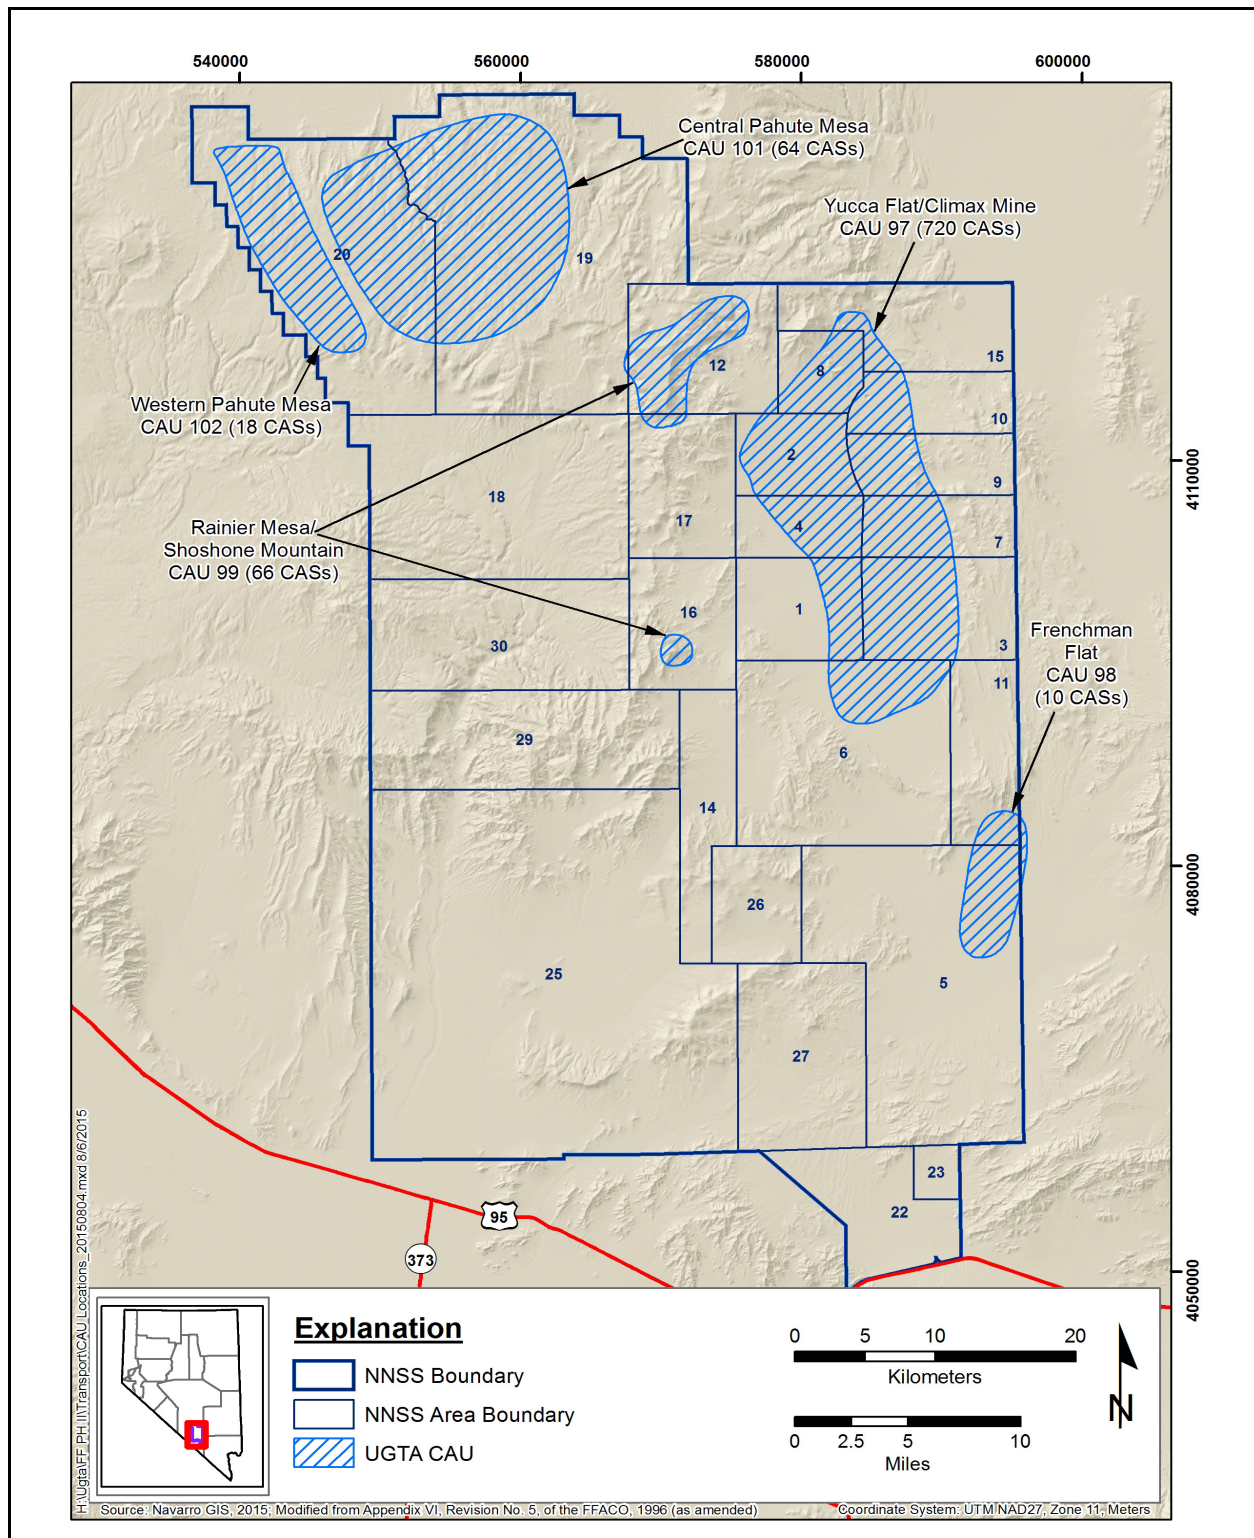 540000
560000
580000
600000
Central Pahute Mesa
CAU 101 (64 CASs)
Yucca Flat/Climax Mine
CAU 97 (720 CASs)
20
19
15
12
8
Western Pahute Mesa
CAU 102 (18 CASs)
10
2
4110000
9
18
17
4
7
Rainier Mesa/
Shoshone Mountain
CAU 99 (66 CASs)
16
1
30
3
Frenchman
Flat
CAU 98
(10 CASs)
11
29
6
14
4080000
26
25
5
27
23
22
95
373
4050000
H:\Ugta\FF_PH_II\Transport\CAU_Locations_20150804.mxd 8/6/2015
Explanation
NNSS Boundary
NNSS Area Boundary
UGTA CAU
0 5 10 20
Kilometers
0 2.5 5 10
Miles
N
Source: Navarro GIS, 2015; Modified from Appendix VI, Revision No. 5, of the FFACO, 1996 (as amended)
Coordinate System: UTM NAD27, Zone 11, Meters